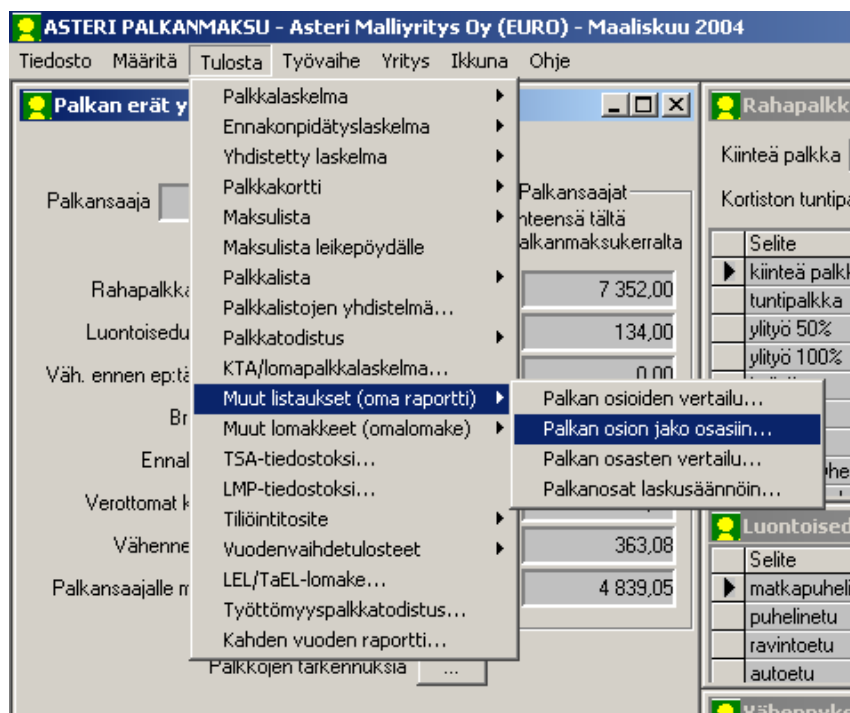 ASTERI PALKANMAKSU - Asteri Malliyritys Oy (EURO) - Maaliskuu 2004
Tiedosto Määritä Tulosta Työvaihe Yritys Ikkuna Ohje
Palkan erät y
Palkansaaja
Rahapalkka
Luontoisedu
Väh. ennen ep:tä
Br
Ennal
Verottomat k
Vähenne
Palkansaajalle m
Palkkojen tarkennuksia ...
Palkkalaskelma
Ennakonpidätyslaskelma
Yhdistetty laskelma
Palkkakortti
Maksulista
Maksulista leikepöydälle
Palkkalista
Palkkalistojen yhdistelmä...
Palkkatodistus
KTA/lomapalkkalaskelma...
Muut listaukset (oma raportti)
Muut lomakkeet (omalomake)
TSA-tiedostoksi...
LMP-tiedostoksi...
Tiliöintitosite
Vuodenvaihdetulosteet
LEL/TaEL-lomake...
Työttömyyspalkkatodistus...
Kahden vuoden raportti...
Palkan osioiden vertailu...
Palkan osion jako osasiin...
Palkan osasten vertailu...
Palkanosat laskusäännöin...
Palkansaajat
hteensä tältä
alkanmaksukerralta
7 352,00
134,00
0,00
363,08
4 839,05
Rahapalkk
Kiinteä palkka
Kortiston tuntipa
Selite
kiinteä palkk
tuntipalkka
ylityö 50%
ylityö 100%
he
Luontoised
Selite
matkapuheli
puhelinetu
ravintoetu
autoetu
Vähennyks